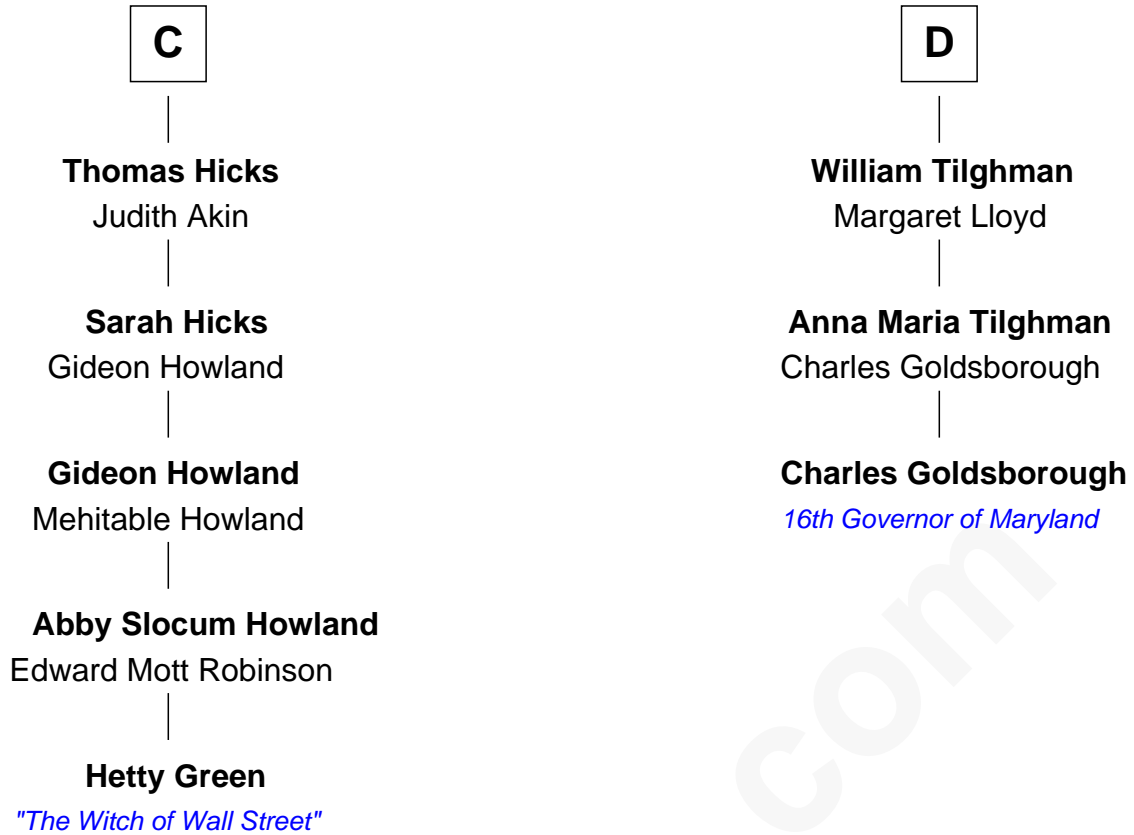 C
Thomas Hicks
Judith Akin
Sarah Hicks
Gideon Howland
Gideon Howland
Mehitable Howland
Abby Slocum Howland
Edward Mott Robinson
Hetty Green
"The Witch of Wall Street"
D
William Tilghman
Margaret Lloyd
Anna Maria Tilghman
Charles Goldsborough
Charles Goldsborough
16th Governor of Maryland
com